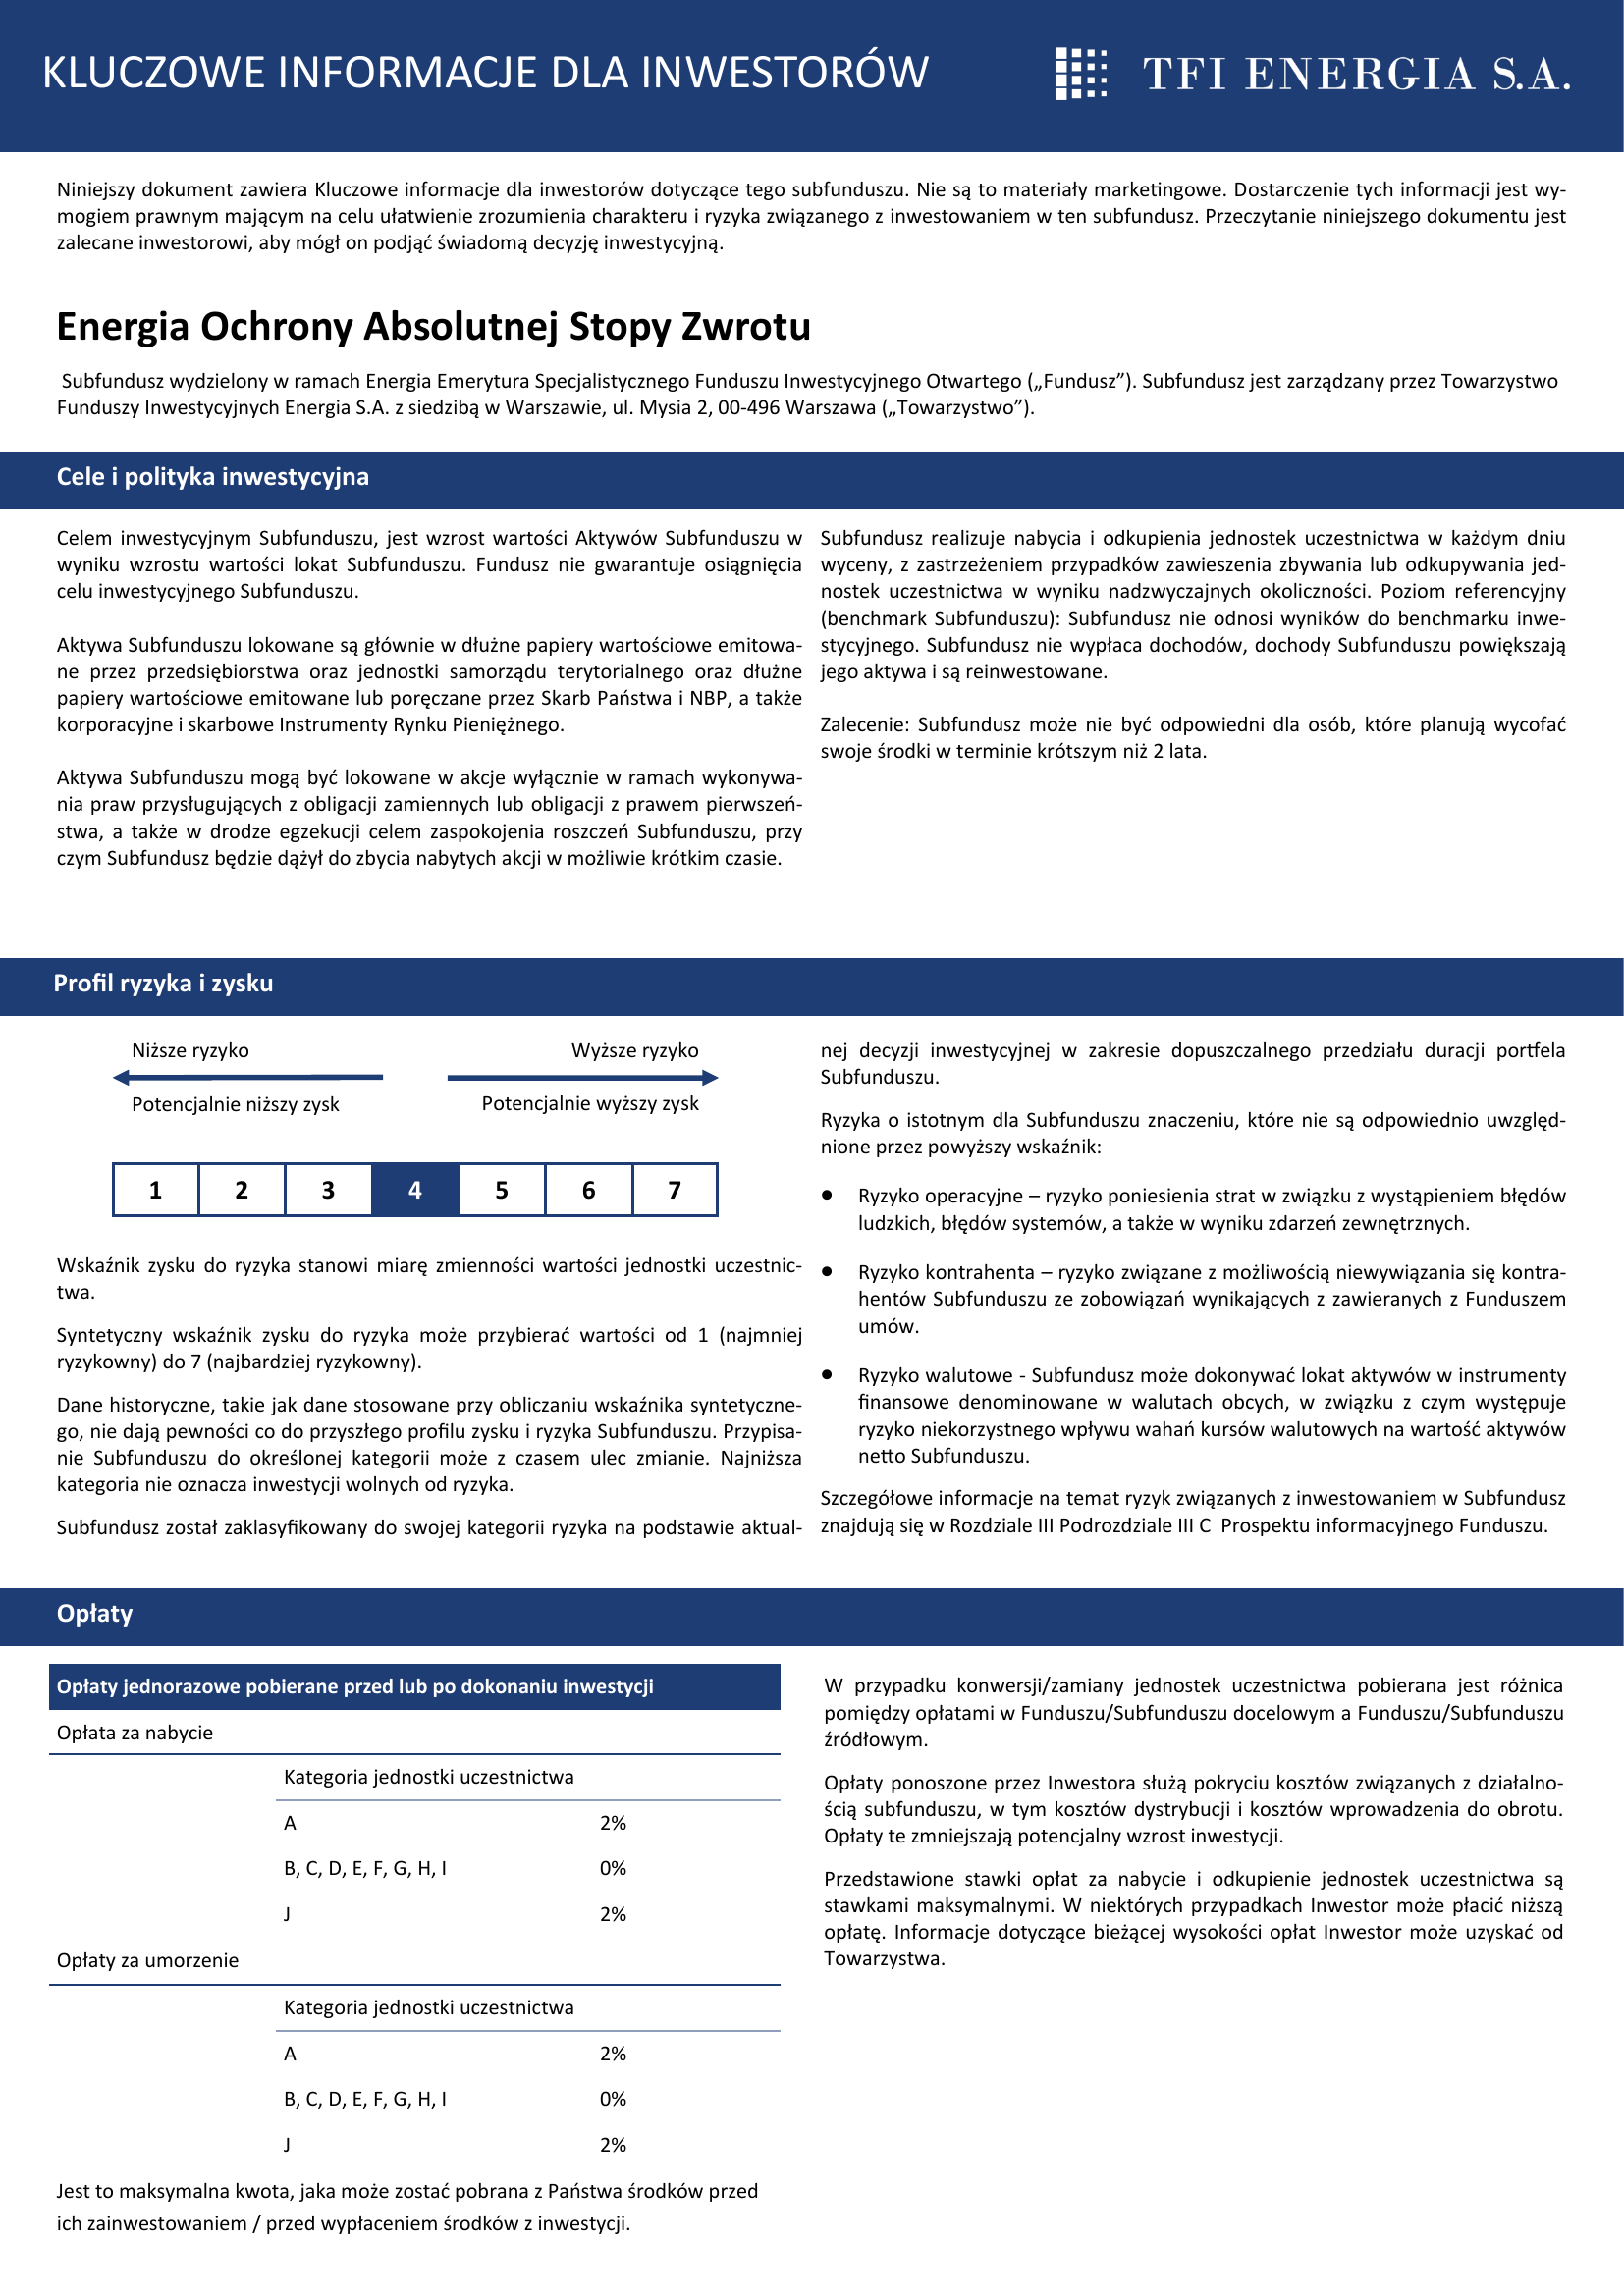 KLUCZOWE INFORMACJE DLA INWESTORÓW
TFI ENERGIA S.A.
Niniejszy dokument zawiera Kluczowe informacje dla inwestorów dotyczące tego subfunduszu. Nie są to materiały marketingowe. Dostarczenie tych informacji jest wy-
mogiem prawnym mającym na celu ułatwienie zrozumienia charakteru i ryzyka związanego z inwestowaniem w ten subfundusz. Przeczytanie niniejszego dokumentu jest
zalecane inwestorowi, aby mógł on podjąć świadomą decyzję inwestycyjną.
Energia Ochrony Absolutnej Stopy Zwrotu
Subfundusz wydzielony w ramach Energia Emerytura Specjalistycznego Funduszu Inwestycyjnego Otwartego („Fundusz”). Subfundusz jest zarządzany przez Towarzystwo
Funduszy Inwestycyjnych Energia S.A. z siedzibą w Warszawie, ul. Mysia 2, 00-496 Warszawa („Towarzystwo”).
Cele i polityka inwestycyjna
Celem inwestycyjnym Subfunduszu, jest wzrost wartości Aktywów Subfunduszu w
wyniku wzrostu wartości lokat Subfunduszu. Fundusz nie gwarantuje osiągnięcia
celu inwestycyjnego Subfunduszu.
Aktywa Subfunduszu lokowane są głównie w dłużne papiery wartościowe emitowa-
ne przez przedsiębiorstwa oraz jednostki samorządu terytorialnego oraz dłużne
papiery wartościowe emitowane lub poręczane przez Skarb Państwa i NBP, a także
korporacyjne i skarbowe Instrumenty Rynku Pieniężnego.
Aktywa Subfunduszu mogą być lokowane w akcje wyłącznie w ramach wykonywa-
nia praw przysługujących z obligacji zamiennych lub obligacji z prawem pierwszeń-
stwa, a także w drodze egzekucji celem zaspokojenia roszczeń Subfunduszu, przy
czym Subfundusz będzie dążył do zbycia nabytych akcji w możliwie krótkim czasie.
Subfundusz realizuje nabycia i odkupienia jednostek uczestnictwa w każdym dniu
wyceny, z zastrzeżeniem przypadków zawieszenia zbywania lub odkupywania jed-
nostek uczestnictwa w wyniku nadzwyczajnych okoliczności. Poziom referencyjny
(benchmark Subfunduszu): Subfundusz nie odnosi wyników do benchmarku inwe-
stycyjnego. Subfundusz nie wypłaca dochodów, dochody Subfunduszu powiększają
jego aktywa i są reinwestowane.
Zalecenie: Subfundusz może nie być odpowiedni dla osób, które planują wycofać
swoje środki w terminie krótszym niż 2 lata.
Profil ryzyka i zysku
Niższe ryzyko
Wyższe ryzyko
Potencjalnie niższy zysk
Potencjalnie wyższy zysk
1 2 3 4 5 6 7
Wskaźnik zysku do ryzyka stanowi miarę zmienności wartości jednostki uczestnic-
twa.
Syntetyczny wskaźnik zysku do ryzyka może przybierać wartości od 1 (najmniej
ryzykowny) do 7 (najbardziej ryzykowny).
Dane historyczne, takie jak dane stosowane przy obliczaniu wskaźnika syntetyczne-
go, nie dają pewności co do przyszłego profilu zysku i ryzyka Subfunduszu. Przypisa-
nie Subfunduszu do określonej kategorii może z czasem ulec zmianie. Najniższa
kategoria nie oznacza inwestycji wolnych od ryzyka.
Subfundusz został zaklasyfikowany do swojej kategorii ryzyka na podstawie aktual-
nej decyzji inwestycyjnej w zakresie dopuszczalnego przedziału duracji portfela
Subfunduszu.
Ryzyka o istotnym dla Subfunduszu znaczeniu, które nie są odpowiednio uwzględ-
nione przez powyższy wskaźnik:
● Ryzyko operacyjne – ryzyko poniesienia strat w związku z wystąpieniem błędów
ludzkich, błędów systemów, a także w wyniku zdarzeń zewnętrznych.
● Ryzyko kontrahenta – ryzyko związane z możliwością niewywiązania się kontra-
hentów Subfunduszu ze zobowiązań wynikających z zawieranych z Funduszem
umów.
● Ryzyko walutowe - Subfundusz może dokonywać lokat aktywów w instrumenty
finansowe denominowane w walutach obcych, w związku z czym występuje
ryzyko niekorzystnego wpływu wahań kursów walutowych na wartość aktywów
netto Subfunduszu.
Szczegółowe informacje na temat ryzyk związanych z inwestowaniem w Subfundusz
znajdują się w Rozdziale III Podrozdziale III C Prospektu informacyjnego Funduszu.
Opłaty
Opłaty jednorazowe pobierane przed lub po dokonaniu inwestycji
Opłata za nabycie
Kategoria jednostki uczestnictwa
A 2%
B, C, D, E, F, G, H, I 0%
J 2%
Opłaty za umorzenie
Kategoria jednostki uczestnictwa
A 2%
B, C, D, E, F, G, H, I 0%
J 2%
Jest to maksymalna kwota, jaka może zostać pobrana z Państwa środków przed
ich zainwestowaniem / przed wypłaceniem środków z inwestycji.
W przypadku konwersji/zamiany jednostek uczestnictwa pobierana jest różnica
pomiędzy opłatami w Funduszu/Subfunduszu docelowym a Funduszu/Subfunduszu
źródłowym.
Opłaty ponoszone przez Inwestora służą pokryciu kosztów związanych z działalno-
ścią subfunduszu, w tym kosztów dystrybucji i kosztów wprowadzenia do obrotu.
Opłaty te zmniejszają potencjalny wzrost inwestycji.
Przedstawione stawki opłat za nabycie i odkupienie jednostek uczestnictwa są
stawkami maksymalnymi. W niektórych przypadkach Inwestor może płacić niższą
opłatę. Informacje dotyczące bieżącej wysokości opłat Inwestor może uzyskać od
Towarzystwa.